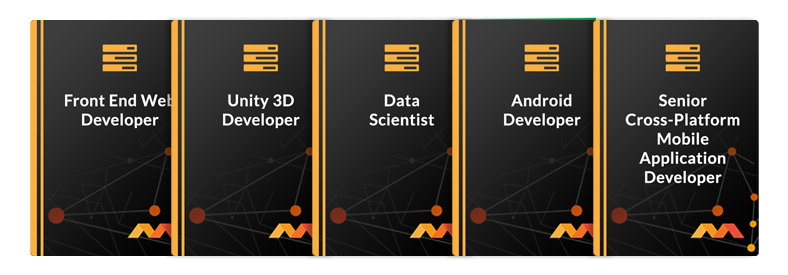 Front End Web
Developer
Unity 3D
Developer
Data
Scientist
Android
Developer
Senior
Cross-Platform
Mobile
Application
Developer